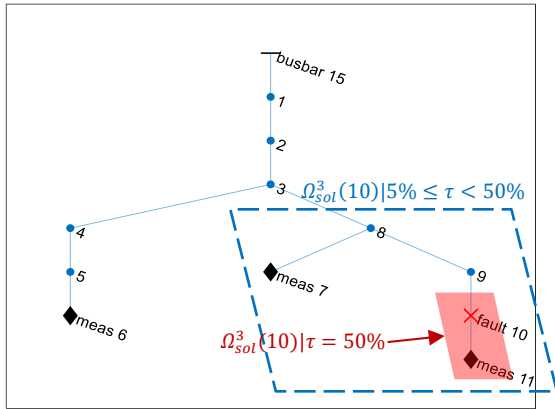 busbar 15
1
2
3
Ω³ₛₒₗ(10)|5% ≤ τ < 50%
4
8
5
meas 7
9
meas 6
fault 10
Ω³ₛₒₗ(10)|τ = 50%
meas 11